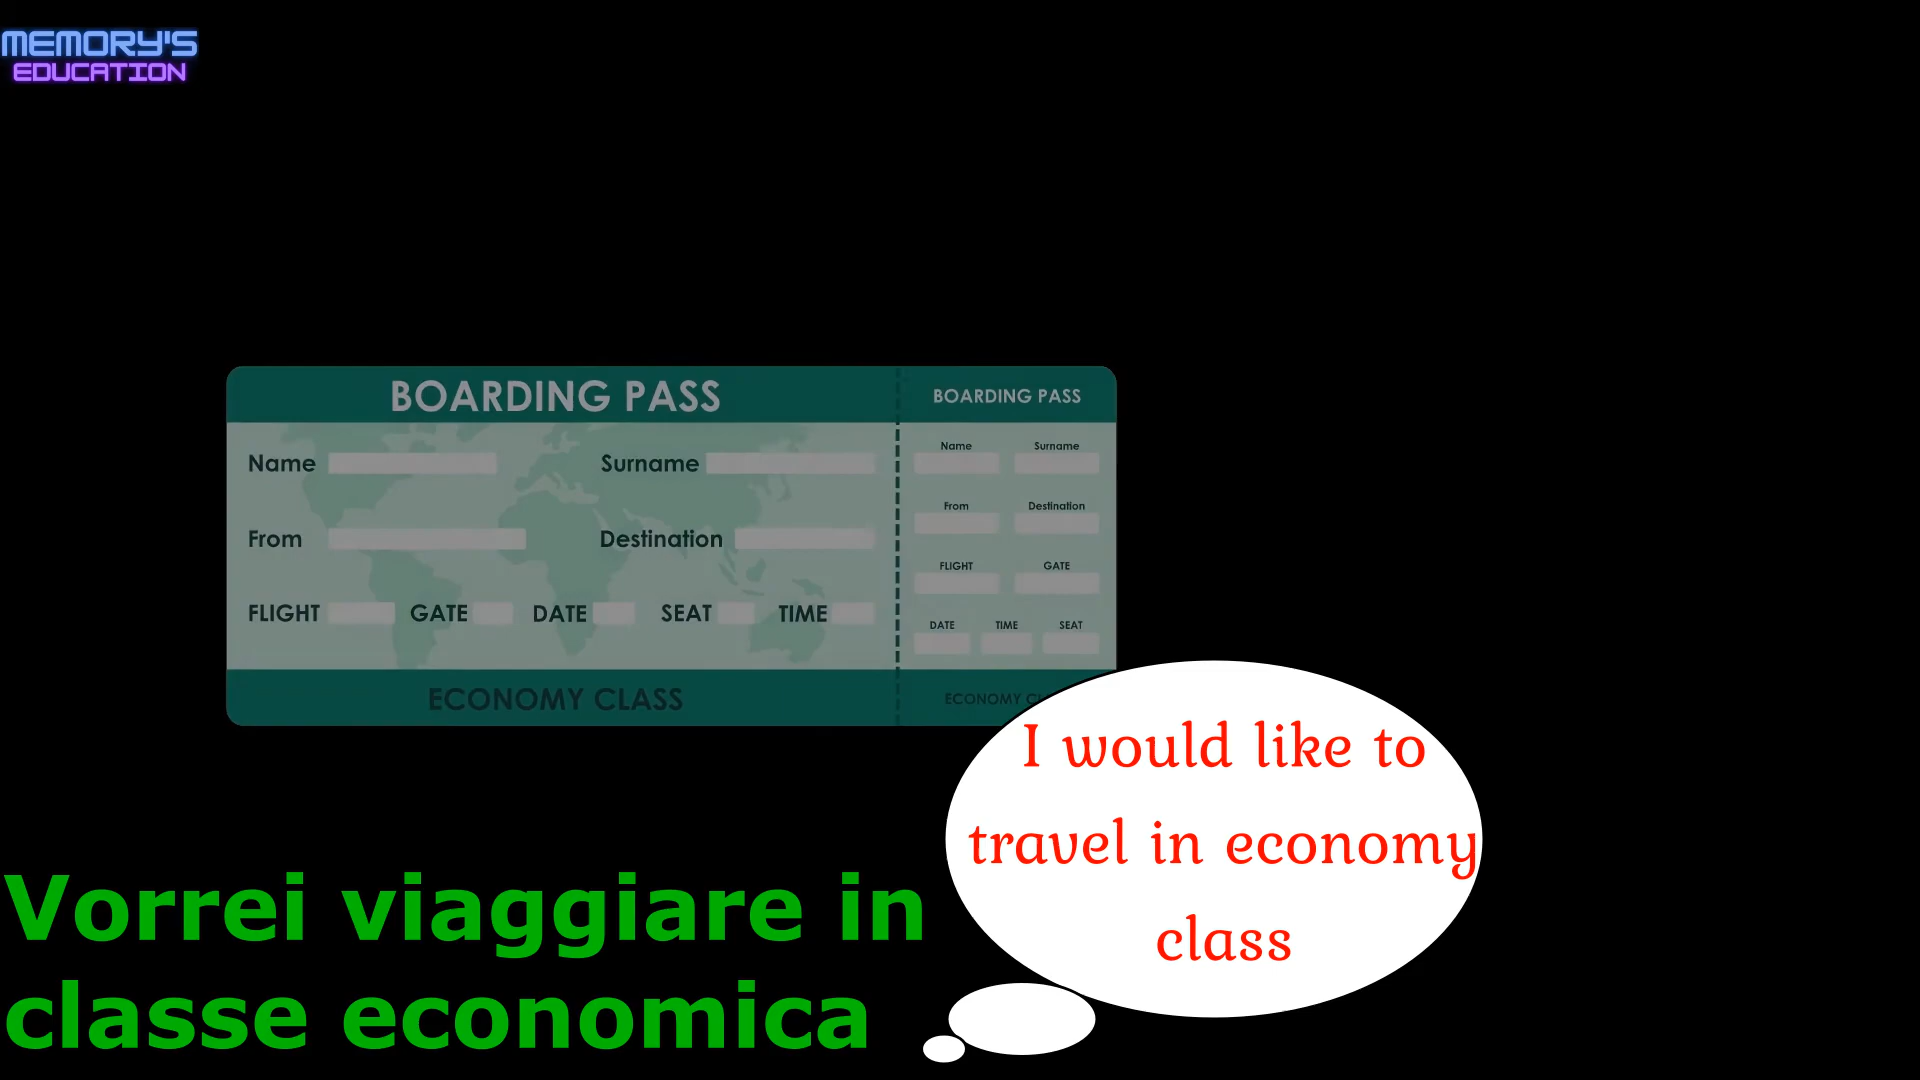 MEMORY'S
EDUCATION
BOARDING PASS
BOARDING PASS
Name
Surname
Name
Surname
From
Destination
From
Destination
FLIGHT
GATE
FLIGHT GATE DATE SEAT TIME
DATE TIME SEAT
ECONOMY CLASS
ECONOMY
I would like to
travel in economy
class
Vorrei viaggiare in
classe economica